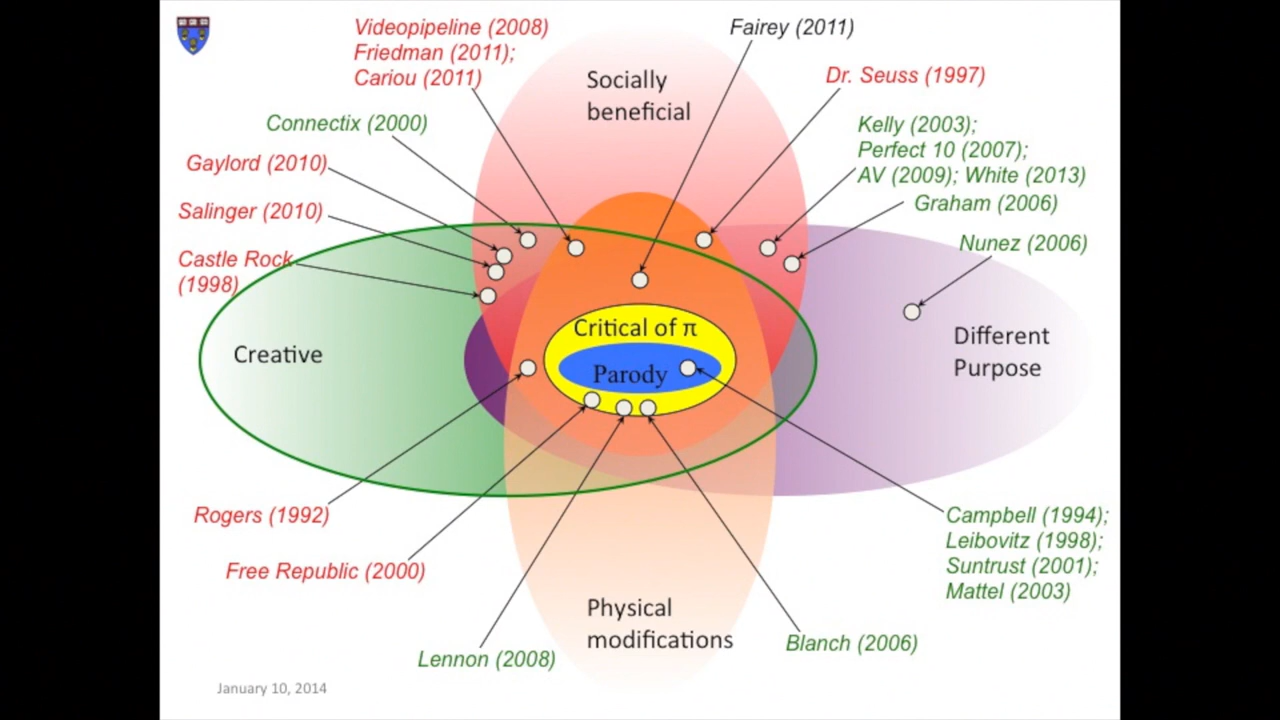 Videopipeline (2008)
Friedman (2011);
Cariou (2011)
Fairey (2011)
Socially
beneficial
Dr. Seuss (1997)
Connectix (2000)
Kelly (2003);
Perfect 10 (2007);
AV (2009); White (2013)
Gaylord (2010)
Graham (2006)
Salinger (2010)
Nunez (2006)
Castle Rock
(1998)
Critical of π
Different
Purpose
Creative
Parody
Rogers (1992)
Campbell (1994);
Leibovitz (1998);
Suntrust (2001);
Mattel (2003)
Free Republic (2000)
Physical
modifications
Blanch (2006)
Lennon (2008)
January 10, 2014